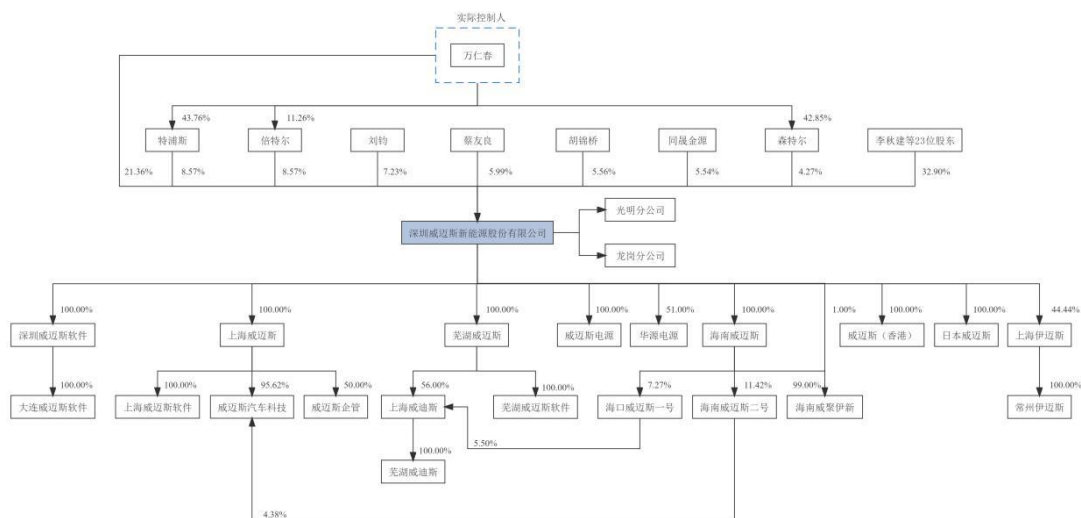 实际控制人
万仁春
43.76%
11.26%
42.85%
特浦斯
倍特尔
刘钧
蔡友良
胡锦桥
同晟金源
森特尔
李秋建等23位股东
21.36%
8.57%
8.57%
7.23%
5.99%
5.56%
5.54%
4.27%
32.90%
光明分公司
深圳威迈斯新能源股份有限公司
龙岗分公司
100.00%
100.00%
100.00%
100.00%
51.00%
100.00%
1.00%
100.00%
100.00%
44.44%
深圳威迈斯软件
上海威迈斯
芜湖威迈斯
威迈斯电源
华源电源
海南威迈斯
威迈斯（香港）
日本威迈斯
上海伊迈斯
100.00%
100.00%
95.62%
50.00%
56.00%
100.00%
7.27%
11.42%
99.00%
100.00%
大连威迈斯软件
上海威迈斯软件
威迈斯汽车科技
威迈斯企管
上海威迪斯
芜湖威迈斯软件
海口威迈斯一号
海南威迈斯二号
海南威聚伊新
常州伊迈斯
5.50%
100.00%
芜湖威迪斯
4.38%